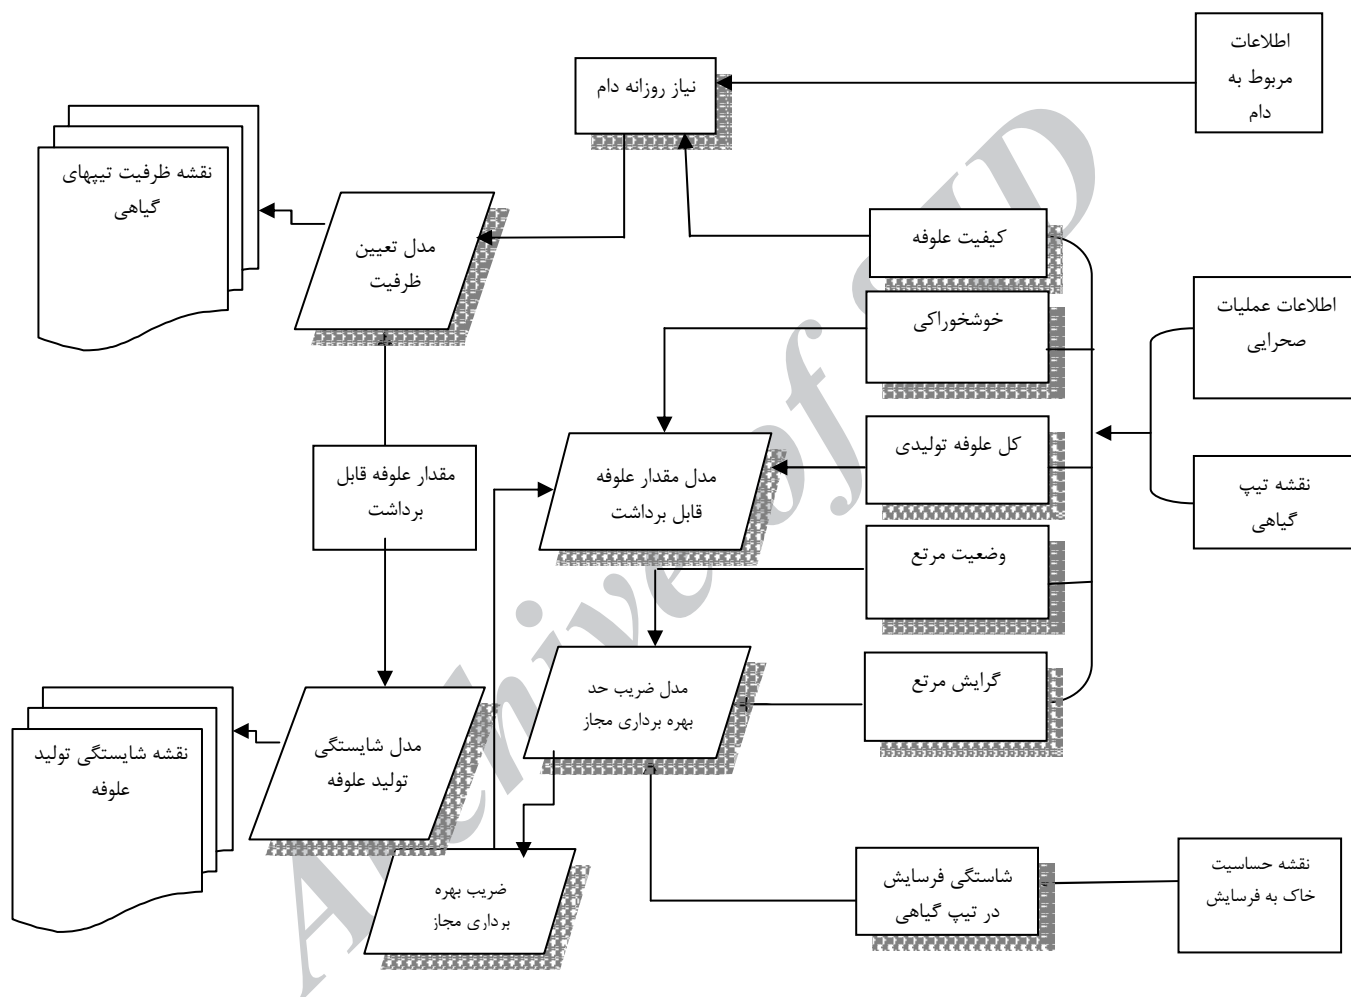 اطلاعات
مربوط به
دام
نیاز روزانه دام
نقشه ظرفیت تیپهای
گیاهی
مدل تعیین
ظرفیت
کیفیت علوفه
خوشخوراکی
اطلاعات عملیات
صحرایی
کل علوفه تولیدی
مدل مقدار علوفه
قابل برداشت
مقدار علوفه قابل
برداشت
نقشه تیپ
گیاهی
وضعیت مرتع
گرایش مرتع
مدل ضریب حد
بهره برداری مجاز
مدل شایستگی
تولید علوفه
نقشه شایستگی تولید
علوفه
نقشه حساسیت
خاک به فرسایش
شاستگی فرسایش
در تیپ گیاهی
ضریب بهره
برداری مجاز
Archive of SID